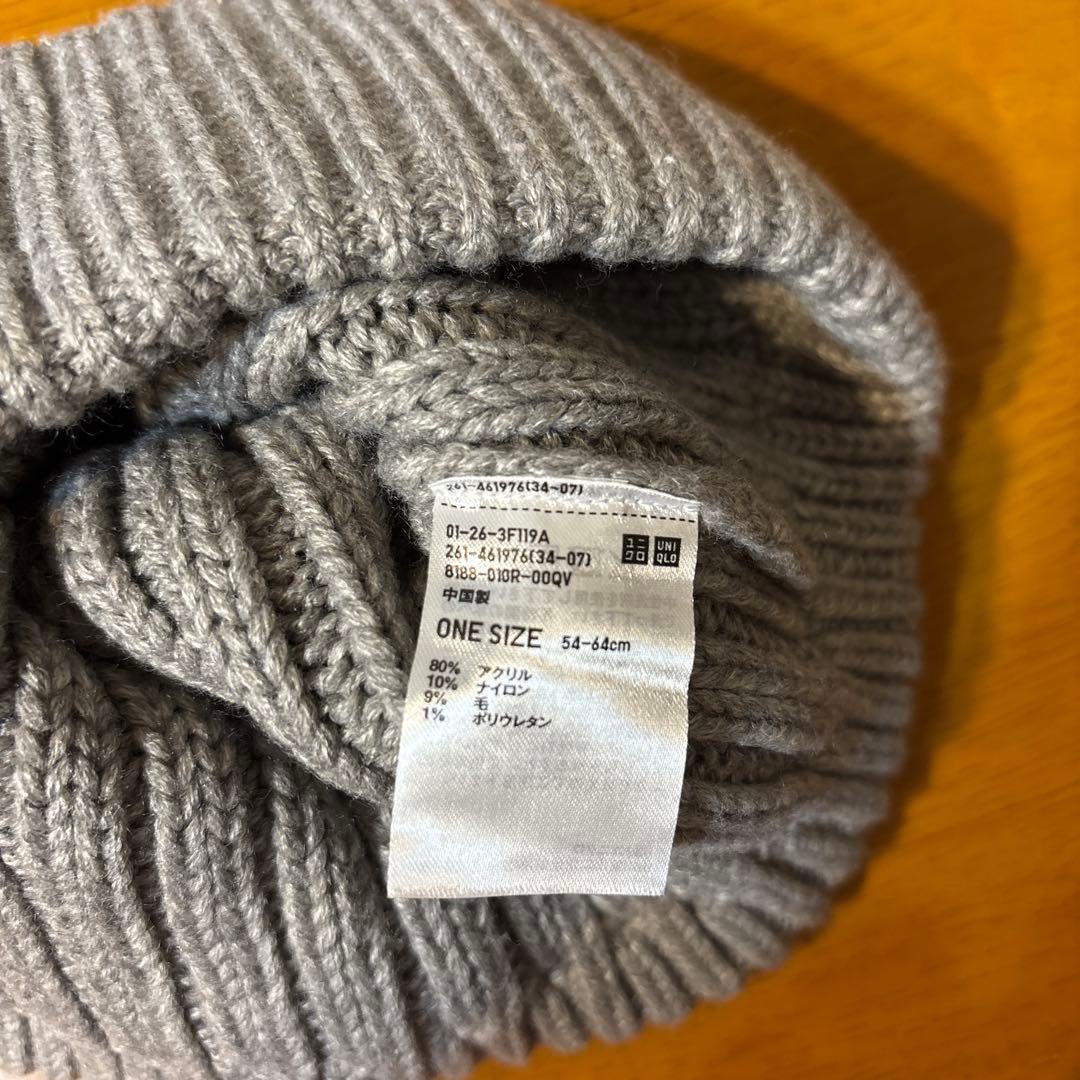 261-461976(34-07)
01-26-3F119A
261-461976(34-07)
8188-010R-00QV
ユニクロ
UNIQLO
中国製
ONE SIZE 54-64cm
80% アクリル
10% ナイロン
9% 毛
1% ポリウレタン